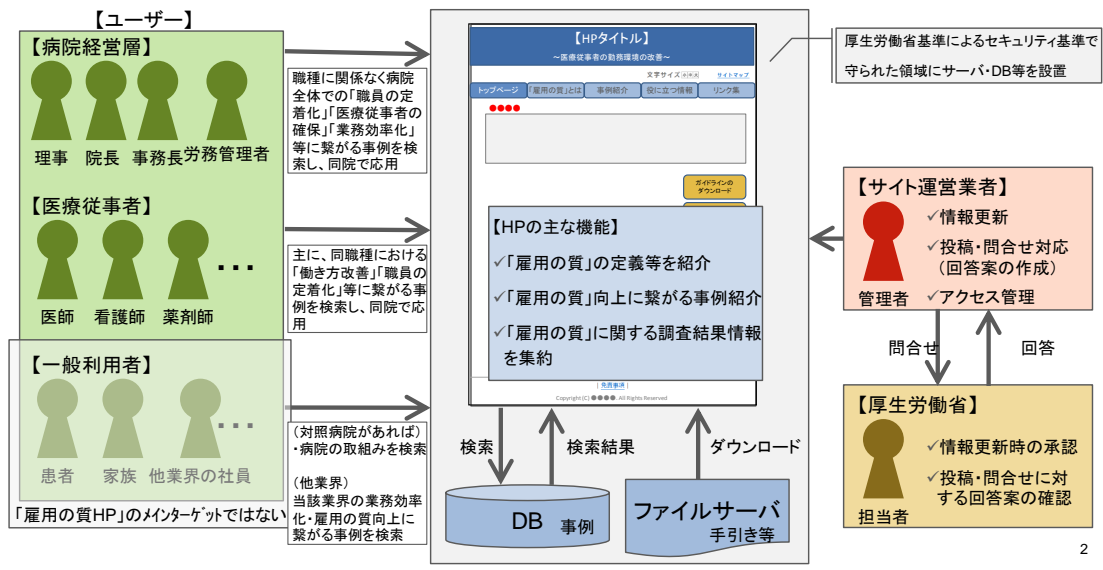 【ユーザー】
【病院経営層】
理事
院長
事務長
労務管理者
【医療従事者】
医師
看護師
薬剤師
・・・
【一般利用者】
患者
家族
他業界の社員
・・・
「雇用の質HP」のメインターゲットではない
職種に関係なく病院
全体での「職員の定
着化」「医療従事者の
確保」「業務効率化」
等に繋がる事例を検
索し、同院で応用
主に、同職種における
「働き方改善」「職員の
定着化」等に繋がる事
例を検索し、同院で応
用
（対照病院があれば）
・病院の取組みを検索
（他業界）
当該業界の業務効率
化・雇用の質向上に
繋がる事例を検索
【HPタイトル】
～医療従事者の勤務環境の改善～
文字サイズ
サイトマップ
トップページ
「雇用の質」とは
事例紹介
役に立つ情報
リンク集
●●●●
ガイドラインの
ダウンロード
【HPの主な機能】
✓「雇用の質」の定義等を紹介
✓「雇用の質」向上に繋がる事例紹介
✓「雇用の質」に関する調査結果情報
を集約
| 免責事項 |
Copyright (C) ●●●●. All Rights Reserved
検索
検索結果
ダウンロード
DB 事例
ファイルサーバ
手引き等
厚生労働省基準によるセキュリティ基準で
守られた領域にサーバ・DB等を設置
【サイト運営業者】
管理者
✓情報更新
✓投稿・問合せ対応
（回答案の作成）
✓アクセス管理
問合せ
回答
【厚生労働省】
担当者
✓情報更新時の承認
✓投稿・問合せに対
する回答案の確認
2